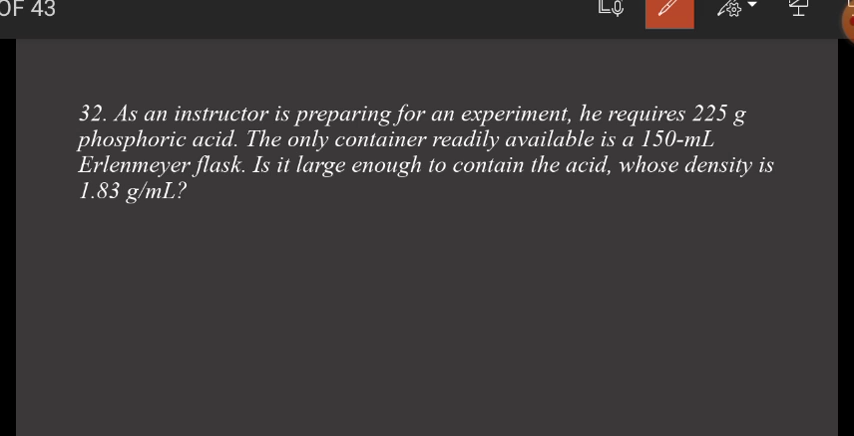 OF 43
32. As an instructor is preparing for an experiment, he requires 225 g
phosphoric acid. The only container readily available is a 150-mL
Erlenmeyer flask. Is it large enough to contain the acid, whose density is
1.83 g/mL?